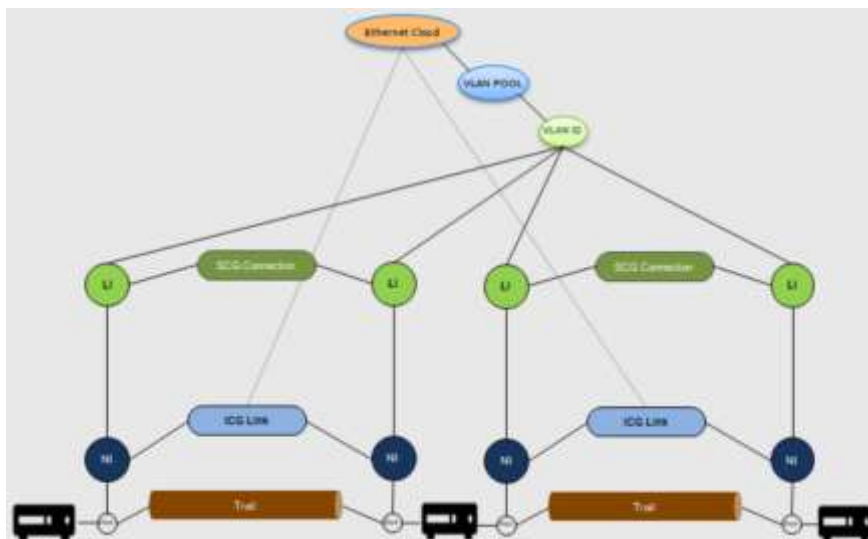 Ethernet Cloud
VLAN POOL
VLAN ID
SCG Connection
SCG Connection
LI
LI
LI
LI
ICG Link
ICG Link
NI
NI
NI
NI
Trail
Trail